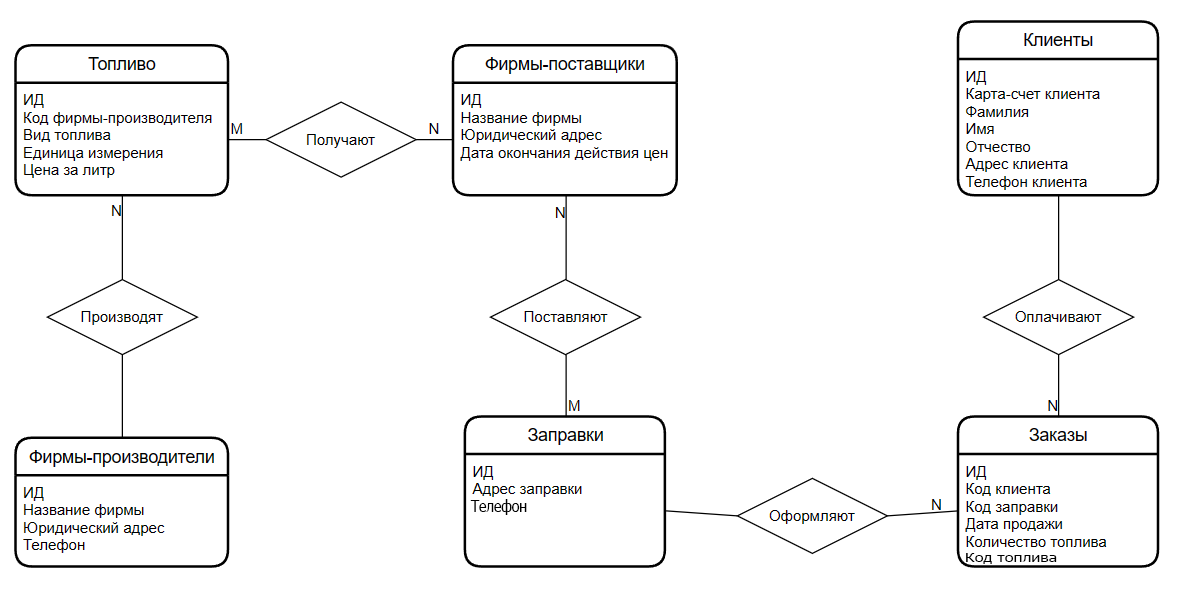 Топливо
ИД
Код фирмы-производителя
Вид топлива
Единица измерения
Цена за литр
M
Получают
N
Фирмы-поставщики
ИД
Название фирмы
Юридический адрес
Дата окончания действия цен
Клиенты
ИД
Карта-счет клиента
Фамилия
Имя
Отчество
Адрес клиента
Телефон клиента
N
Производят
N
Поставляют
M
Оплачивают
N
Фирмы-производители
ИД
Название фирмы
Юридический адрес
Телефон
Заправки
ИД
Адрес заправки
Телефон
Оформляют
N
Заказы
ИД
Код клиента
Код заправки
Дата продажи
Количество топлива
Код топлива